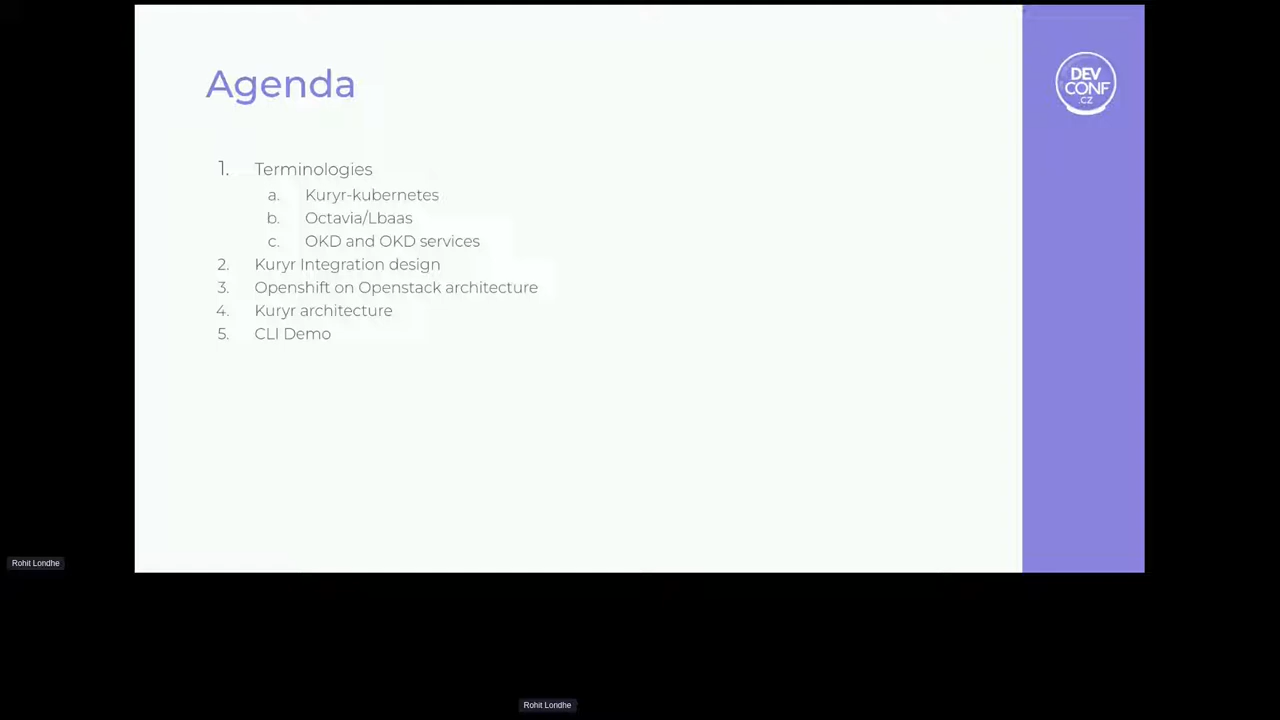 Agenda
DEV
CONF
.CZ
1. Terminologies
a. Kuryr-kubernetes
b. Octavia/Lbaas
c. OKD and OKD services
2. Kuryr Integration design
3. Openshift on Openstack architecture
4. Kuryr architecture
5. CLI Demo
Rohit Londhe
Rohit Londhe